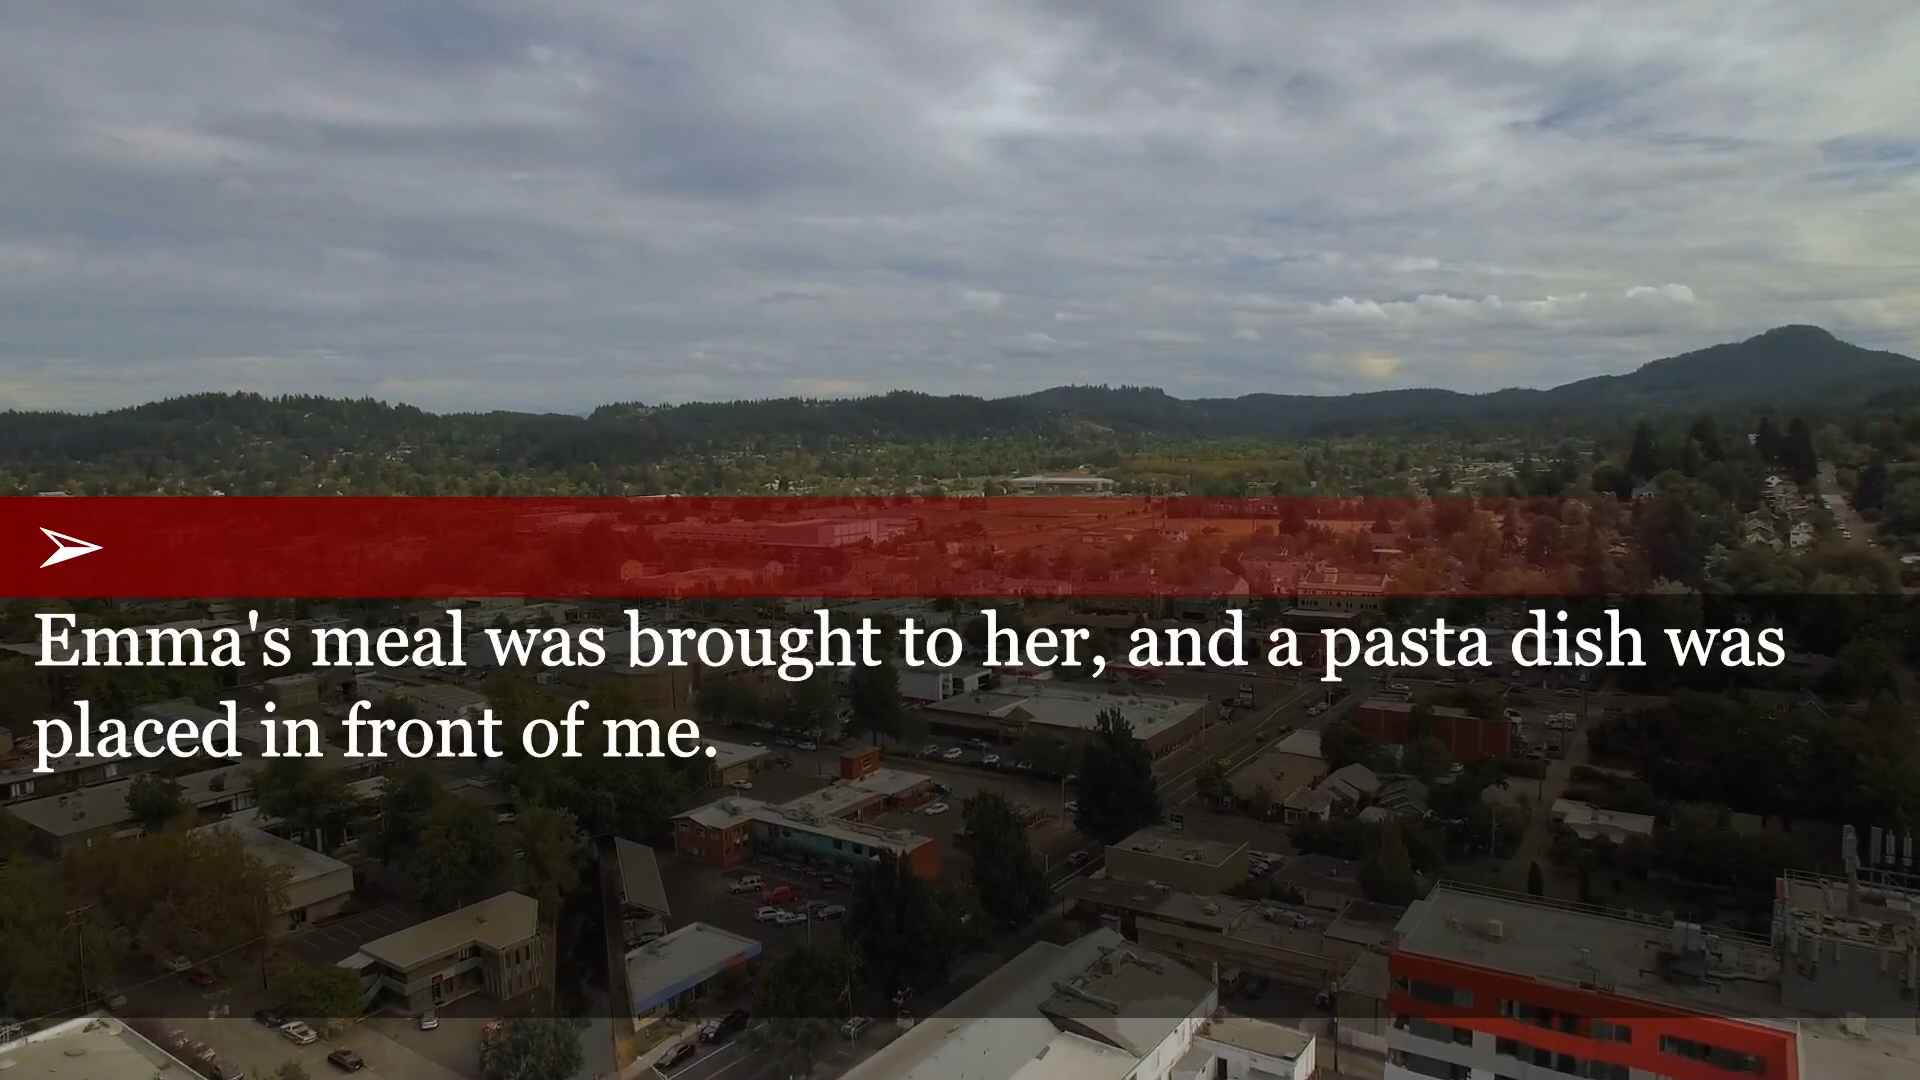 Emma's meal was brought to her, and a pasta dish was
placed in front of me.